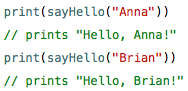 print(sayHello("Anna"))
// prints "Hello, Anna!"
print(sayHello("Brian"))
// prints "Hello, Brian!"